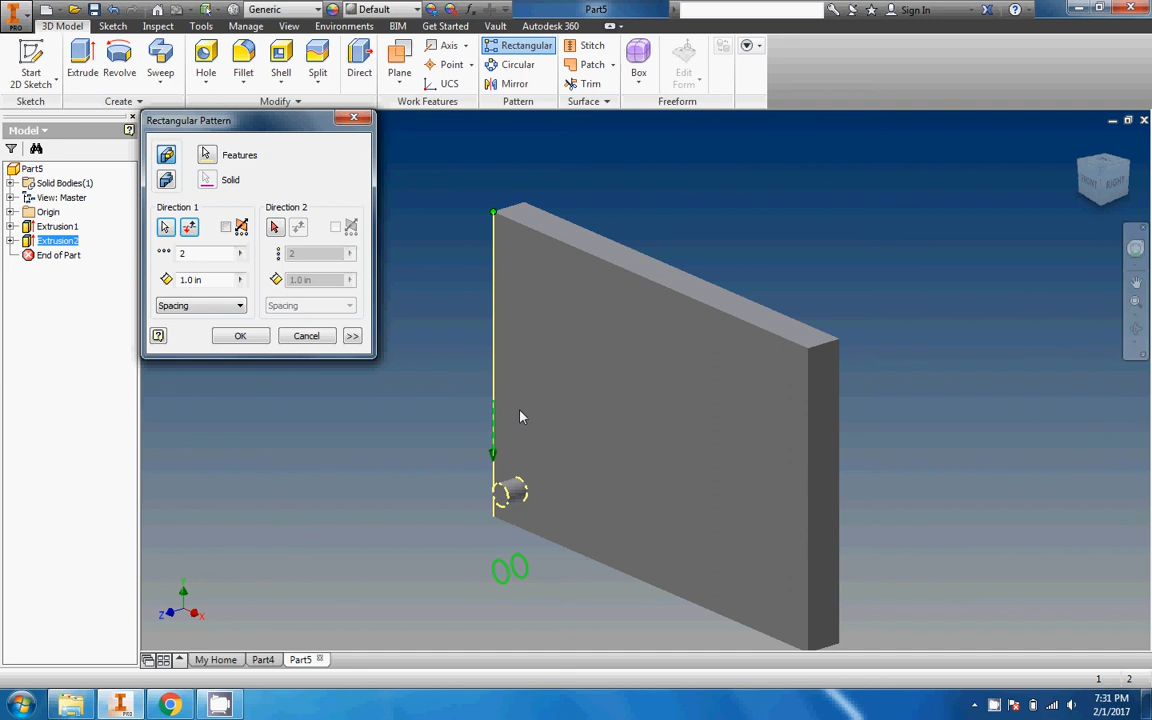 Generic
Default
Part5
Sign In
PRO
3D Model
Sketch
Inspect
Tools
Manage
View
Environments
BIM
Get Started
Vault
Autodesk 360
Start
2D Sketch
Extrude
Revolve
Sweep
Hole
Fillet
Shell
Split
Direct
Plane
Axis
Point
UCS
Rectangular
Circular
Mirror
Stitch
Patch
Trim
Box
Edit
Form
Sketch
Create
Modify
Work Features
Pattern
Surface
Freeform
Model
Part5
Solid Bodies(1)
View: Master
Origin
Extrusion1
Extrusion2
End of Part
Rectangular Pattern
Features
Solid
Direction 1
Direction 2
2
2
1.0 in
1.0 in
Spacing
Spacing
OK
Cancel
>>
FRONT
RIGHT
Z
X
My Home
Part4
Part5
1
2
PRO
7:31 PM
2/1/2017